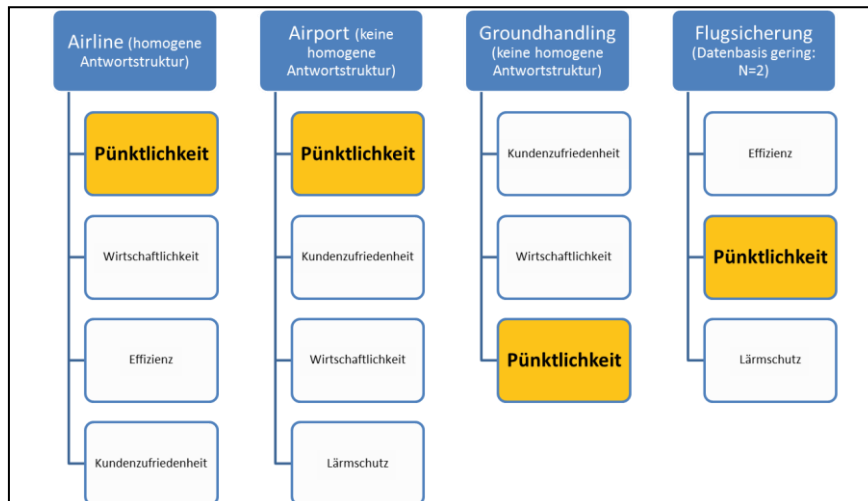 Airline (homogene
Antwortstruktur)
Pünktlichkeit
Wirtschaftlichkeit
Effizienz
Kundenzufriedenheit
Airport (keine
homogene
Antwortstruktur)
Pünktlichkeit
Kundenzufriedenheit
Wirtschaftlichkeit
Lärmschutz
Groundhandling
(keine homogene
Antwortstruktur)
Kundenzufriedenheit
Wirtschaftlichkeit
Pünktlichkeit
Flugsicherung
(Datenbasis gering:
N=2)
Effizienz
Pünktlichkeit
Lärmschutz